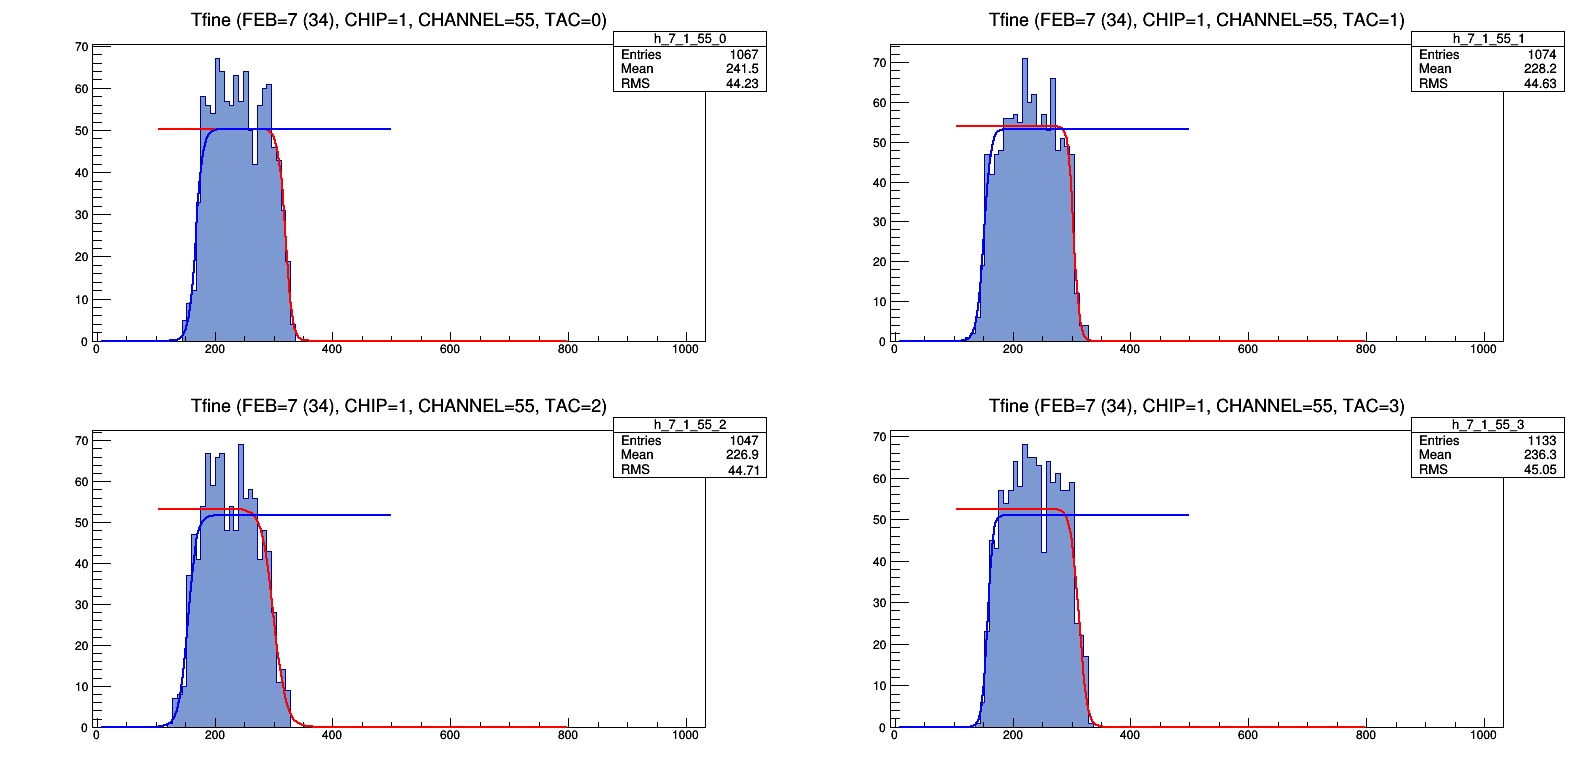 Tfine (FEB=7 (34), CHIP=1, CHANNEL=55, TAC=0)
h_7_1_55_0
Entries 1067
Mean 241.5
RMS 44.23
70
60
50
40
30
20
10
0
0 200 400 600 800 1000
Tfine (FEB=7 (34), CHIP=1, CHANNEL=55, TAC=1)
h_7_1_55_1
Entries 1074
Mean 228.2
RMS 44.63
70
60
50
40
30
20
10
0
0 200 400 600 800 1000
Tfine (FEB=7 (34), CHIP=1, CHANNEL=55, TAC=2)
h_7_1_55_2
Entries 1047
Mean 226.9
RMS 44.71
70
60
50
40
30
20
10
0
0 200 400 600 800 1000
Tfine (FEB=7 (34), CHIP=1, CHANNEL=55, TAC=3)
h_7_1_55_3
Entries 1133
Mean 236.3
RMS 45.05
70
60
50
40
30
20
10
0
0 200 400 600 800 1000